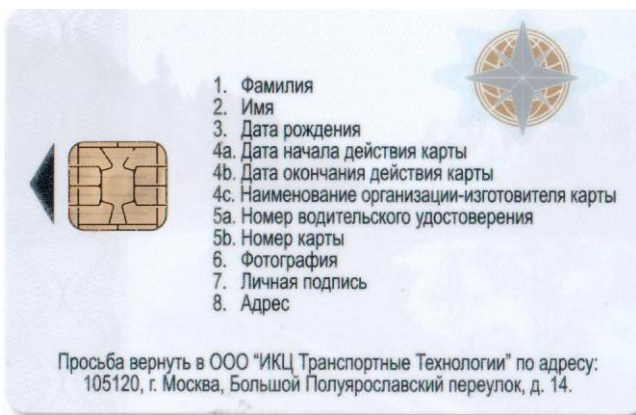 1. Фамилия
2. Имя
3. Дата рождения
4a. Дата начала действия карты
4b. Дата окончания действия карты
4c. Наименование организации-изготовителя карты
5a. Номер водительского удостоверения
5b. Номер карты
6. Фотография
7. Личная подпись
8. Адрес
Просьба вернуть в ООО "ИКЦ Транспортные Технологии" по адресу:
105120, г. Москва, Большой Полуярославский переулок, д. 14.